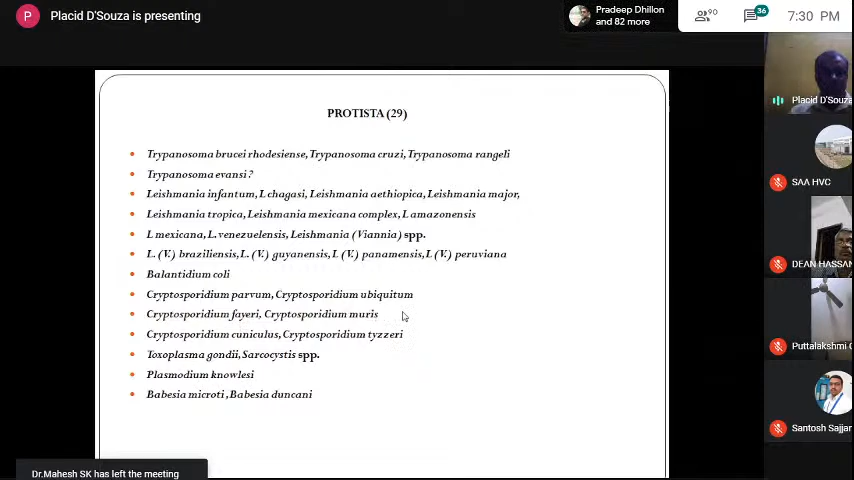 P
Placid D'Souza is presenting
Pradeep Dhillon
and 82 more
90
36
7:30 PM
PROTISTA (29)
Trypanosoma brucei rhodesiense, Trypanosoma cruzi, Trypanosoma rangeli
Trypanosoma evansi ?
Leishmania infantum, L chagasi, Leishmania aethiopica, Leishmania major,
Leishmania tropica, Leishmania mexicana complex, L amazonensis
L mexicana, L. venezuelensis, Leishmania (Viannia) spp.
L. (V.) braziliensis, L. (V.) guyanensis, L (V.) panamensis, L (V.) peruviana
Balantidium coli
Cryptosporidium parvum, Cryptosporidium ubiquitum
Cryptosporidium fayeri, Cryptosporidium muris
Cryptosporidium cuniculus, Cryptosporidium tyzzeri
Toxoplasma gondii, Sarcocystis spp.
Plasmodium knowlesi
Babesia microti , Babesia duncani
Placid D'Souza
SAA HVC
DEAN HASSAN
Puttalakshmi
Santosh Sajjan
Dr.Mahesh SK has left the meeting